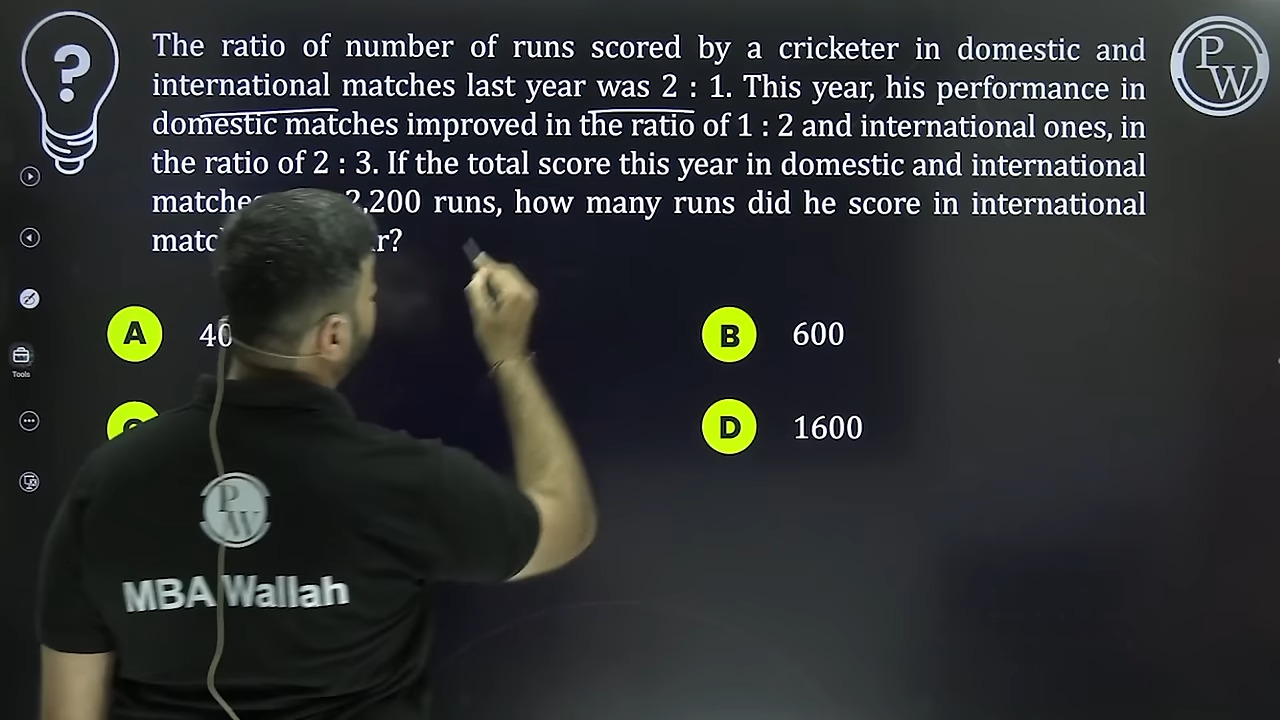 The ratio of number of runs scored by a cricketer in domestic and
international matches last year was 2 : 1. This year, his performance in
domestic matches improved in the ratio of 1 : 2 and international ones, in
the ratio of 2 : 3. If the total score this year in domestic and international
2,200 runs, how many runs did he score in international
?
A
B 600
D 1600
PW
?
Tools
PW
MBA Wallah